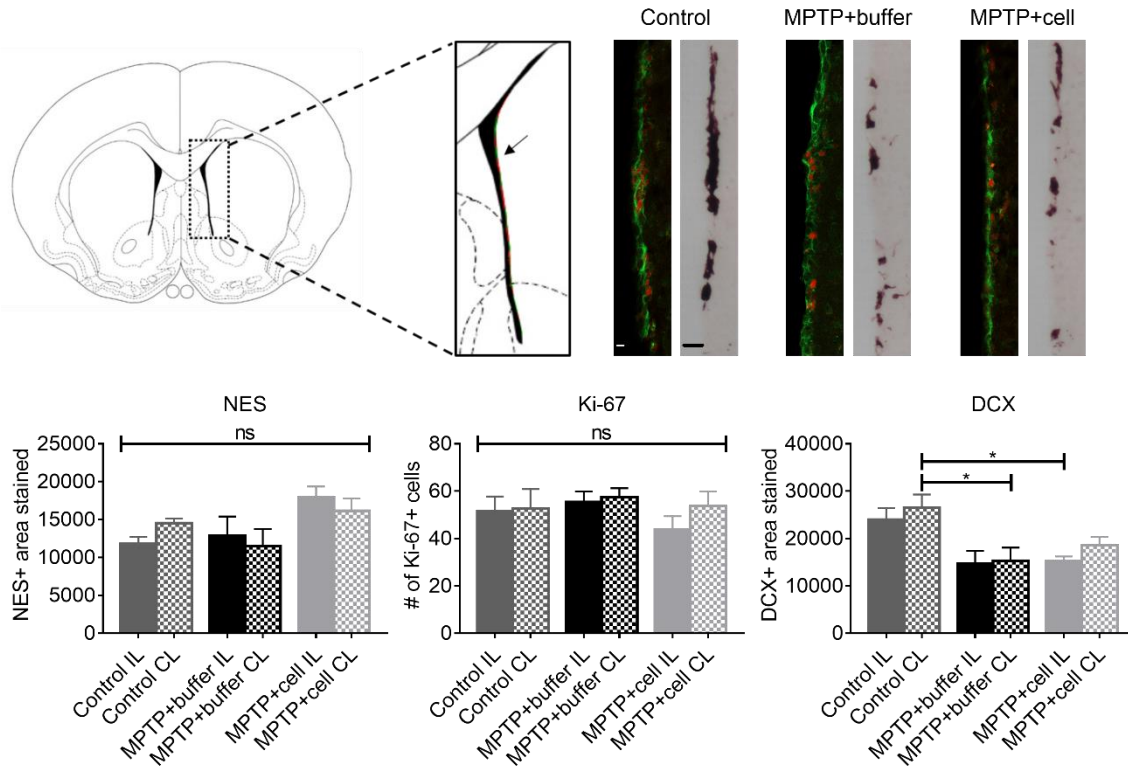 Control
MPTP+buffer
MPTP+cell
NES
NES+ area stained
25000
20000
15000
10000
5000
0
ns
Control IL
Control CL
MPTP+buffer IL
MPTP+buffer CL
MPTP+cell IL
MPTP+cell CL
Ki-67
# of Ki-67+ cells
80
60
40
20
0
ns
Control IL
Control CL
MPTP+buffer IL
MPTP+buffer CL
MPTP+cell IL
MPTP+cell CL
DCX
DCX+ area stained
40000
30000
20000
10000
0
*
*
Control IL
Control CL
MPTP+buffer IL
MPTP+buffer CL
MPTP+cell IL
MPTP+cell CL